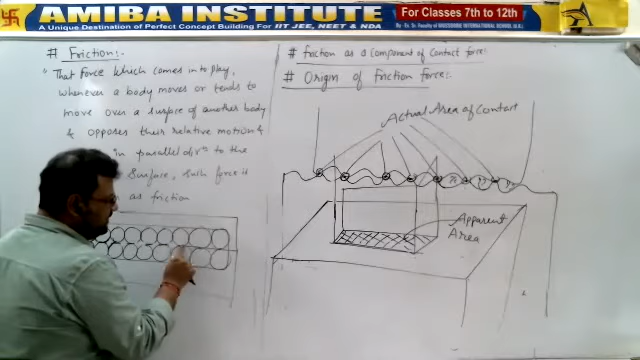 AMIBA INSTITUTE
For Classes 7th to 12th
A Unique Destination of Perfect Concept Building For IIT JEE, NEET & NDA
# Friction:-
" That force which comes in to play,
whenever a body moves or tends to
move over a surface of another body
& opposes their relative motion &
in parallel dirⁿ to the
surface, such force is
as friction
# Friction as a Component of Contact force
# Origin of friction force:-
Actual Area of Contact
Apparent
Area